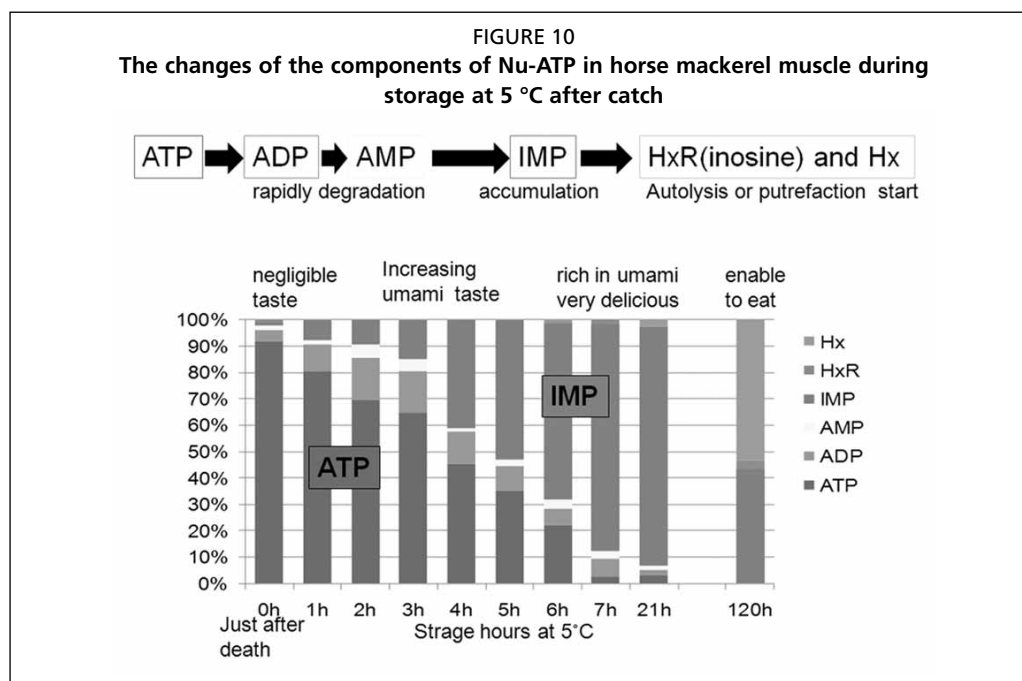 FIGURE 10
The changes of the components of Nu-ATP in horse mackerel muscle during
storage at 5 °C after catch
ATP ADP AMP IMP HxR(inosine) and Hx
rapidly degradation accumulation Autolysis or putrefaction start
negligible taste
Increasing umami taste
rich in umami very delicious
enable to eat
100%
90%
80%
70%
60%
50%
40%
30%
20%
10%
0%
ATP
IMP
Hx
HxR
IMP
AMP
ADP
ATP
0h 1h 2h 3h 4h 5h 6h 7h 21h 120h
Just after death
Strage hours at 5°C